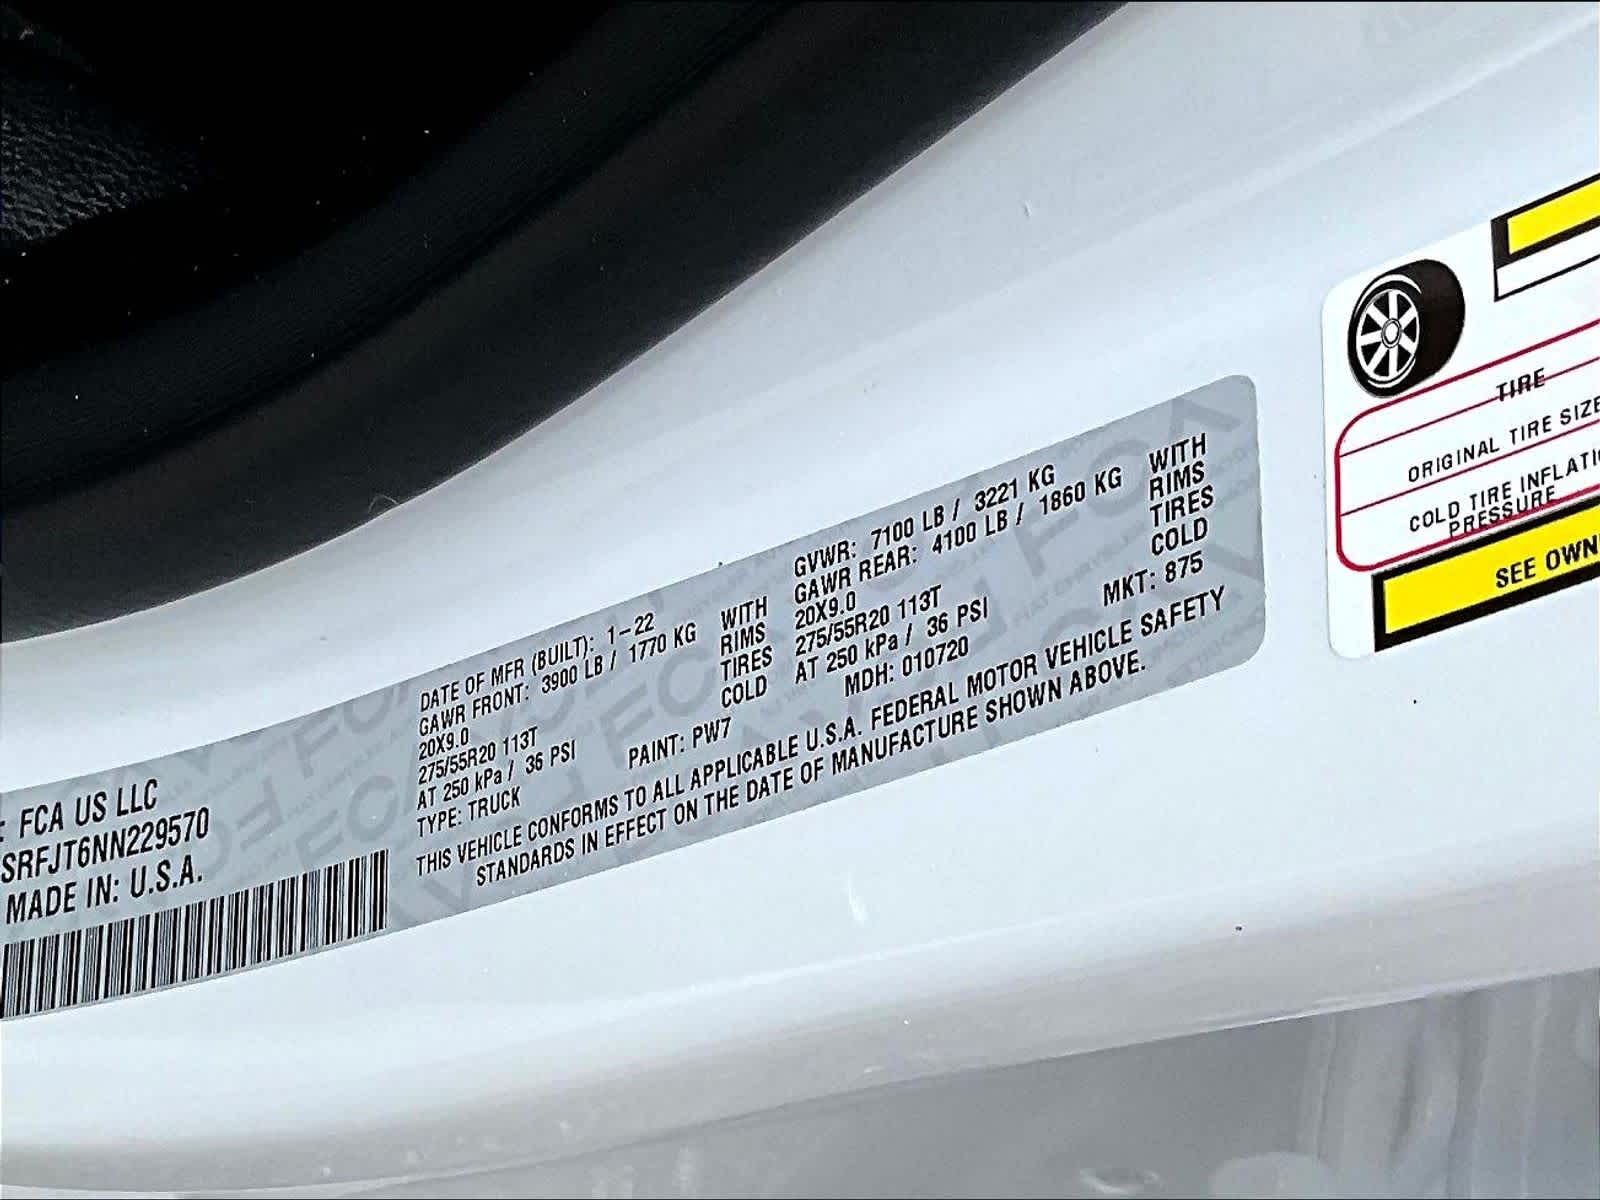 : FCA US LLC
SRFJT6NN229570
MADE IN: U.S.A.
DATE OF MFR (BUILT): 1-22 GVWR: 7100 LB / 3221 KG
GAWR FRONT: 3900 LB / 1770 KG WITH GAWR REAR: 4100 LB / 1860 KG WITH
20X9.0 RIMS 20X9.0 RIMS
275/55R20 113T TIRES 275/55R20 113T TIRES
AT 250 kPa / 36 PSI COLD AT 250 kPa / 36 PSI COLD
TYPE: TRUCK PAINT: PW7 MDH: 010720 MKT: 875
THIS VEHICLE CONFORMS TO ALL APPLICABLE U.S.A. FEDERAL MOTOR VEHICLE SAFETY
STANDARDS IN EFFECT ON THE DATE OF MANUFACTURE SHOWN ABOVE.
TIRE
ORIGINAL TIRE SIZE
COLD TIRE INFLATI
PRESSURE
SEE OWN